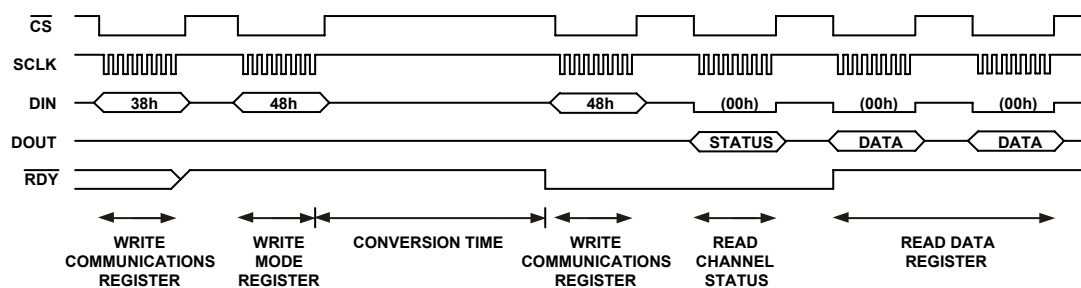 CS
SCLK
DIN 38h 48h 48h (00h) (00h) (00h)
DOUT STATUS DATA DATA
RDY
WRITE COMMUNICATIONS REGISTER
WRITE MODE REGISTER
CONVERSION TIME
WRITE COMMUNICATIONS REGISTER
READ CHANNEL STATUS
READ DATA REGISTER